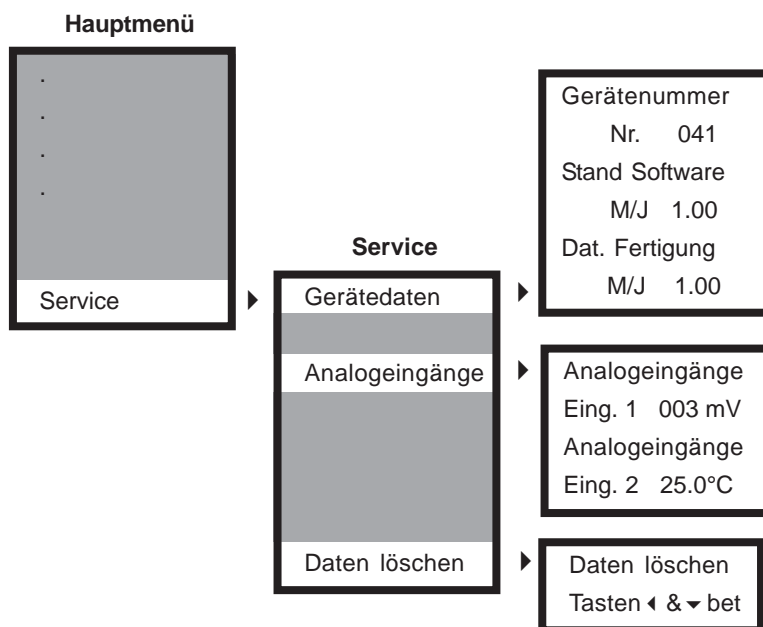 Hauptmenü
.
.
.
.
Service
Service
Gerätedaten
Analogeingänge
Daten löschen
Gerätenummer
Nr. 041
Stand Software
M/J 1.00
Dat. Fertigung
M/J 1.00
Analogeingänge
Eing. 1 003 mV
Analogeingänge
Eing. 2 25.0°C
Daten löschen
Tasten ◂ & ▾ bet